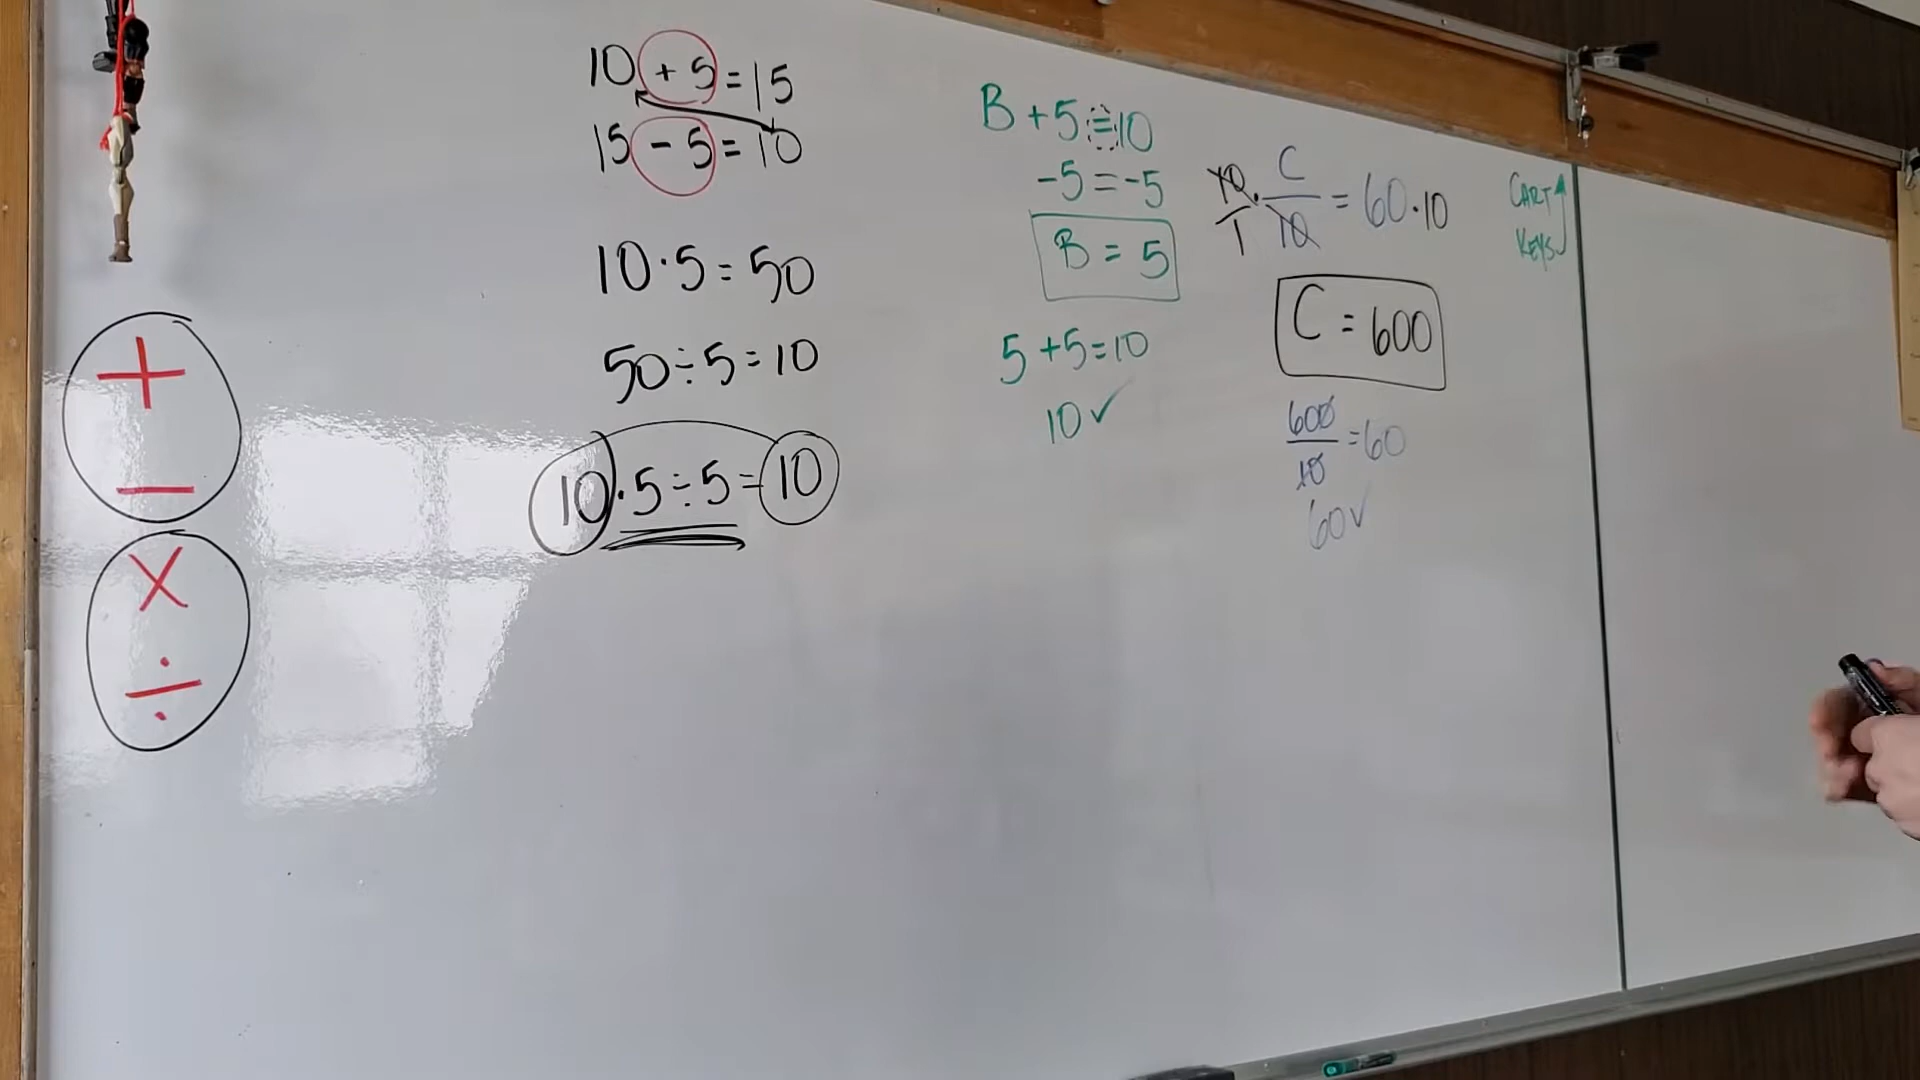 +
−
×
÷
10 + 5 = 15
15 − 5 = 10
10 · 5 = 50
50 ÷ 5 = 10
10 · 5 ÷ 5 = 10
B + 5 = 10
-5 = -5
B = 5
5 + 5 = 10
10 ✓
10/1 · C/10 = 60 · 10
C = 600
600/10 = 60
60 ✓
CART
KEYS